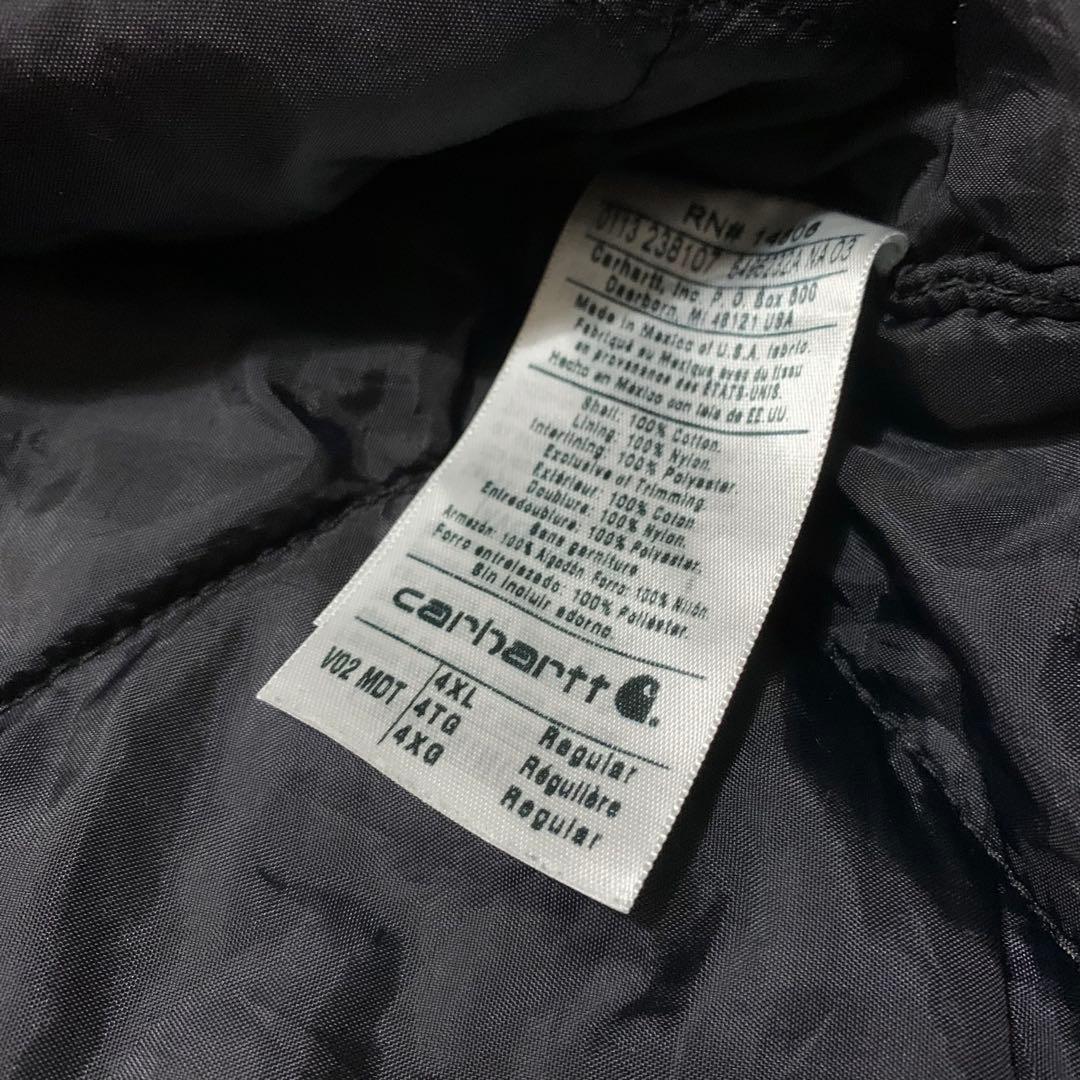 RN# 14806
0113 238107 649623ZA NA 03
Carhartt, Inc. P.O. Box 600
Dearborn, MI 48121 USA
Made in Mexico of U.S.A. fabric.
Fabriqué au Mexique avec du tissu
en provenance des ÉTATS-UNIS.
Hecho en Mexico con tela de EE.UU.
Shell: 100% Cotton.
Lining: 100% Nylon.
Interlining: 100% Polyester
Exclusive of Trimming
Extérieur: 100% Coton
Doublure: 100% Nylon.
Entredoublure: 100% Polyester.
Sans garniture
Armazón: 100% Algodón Forro: 100% Nilón
Forro entrelazado: 100% Poliéster.
Sin incluir adorno.
carhartt
V02 MDT 4XL Regular
4TG Régulière
4XG Regular